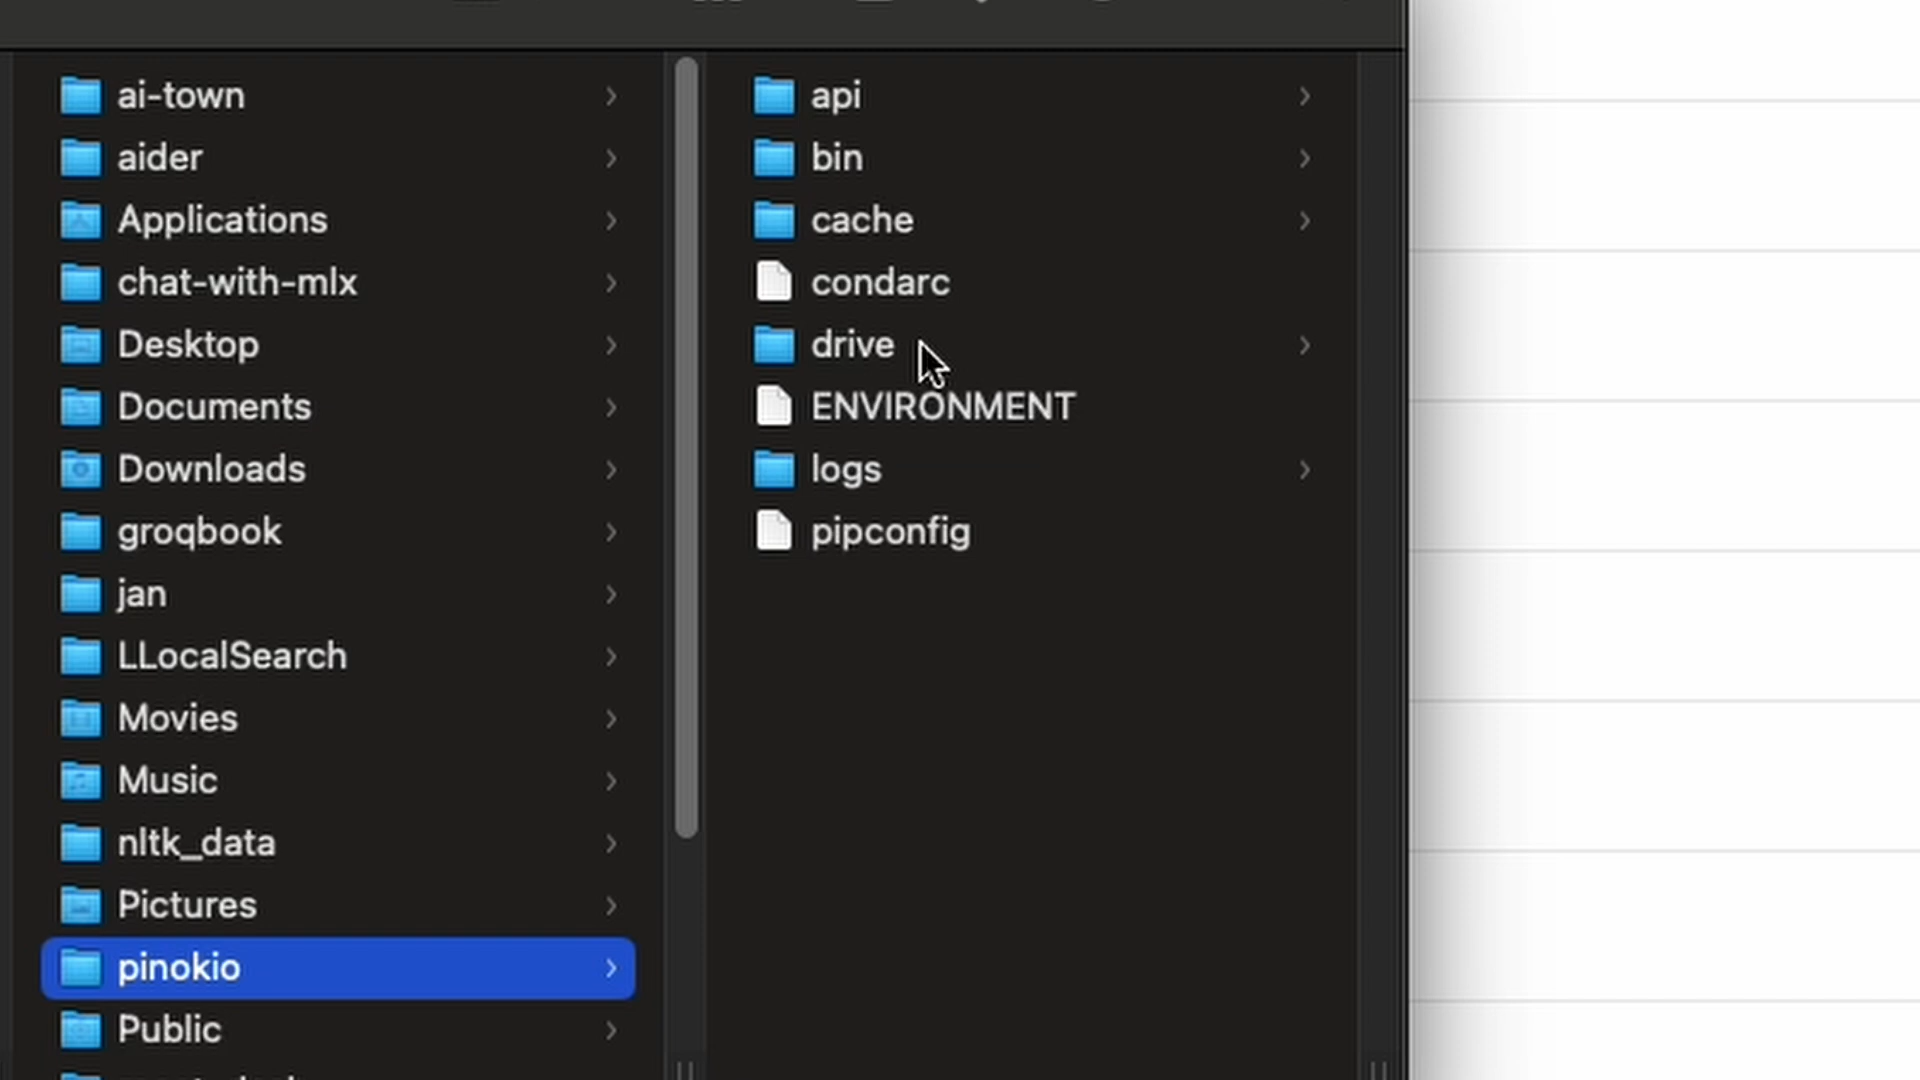 ai-town
aider
Applications
chat-with-mlx
Desktop
Documents
Downloads
groqbook
jan
LLocalSearch
Movies
Music
nltk_data
Pictures
pinokio
Public
api
bin
cache
condarc
drive
ENVIRONMENT
logs
pipconfig